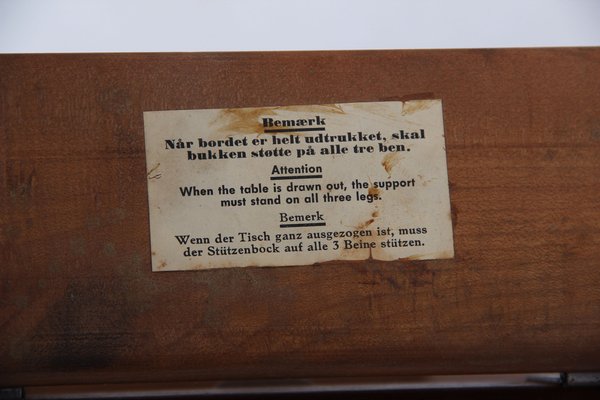 Bemærk
Når bordet er helt udtrukket, skal
bukken støtte på alle tre ben.
Attention
When the table is drawn out, the support
must stand on all three legs.
Bemerk
Wenn der Tisch ganz ausgezogen ist, muss
der Stützenbock auf alle 3 Beine stützen.